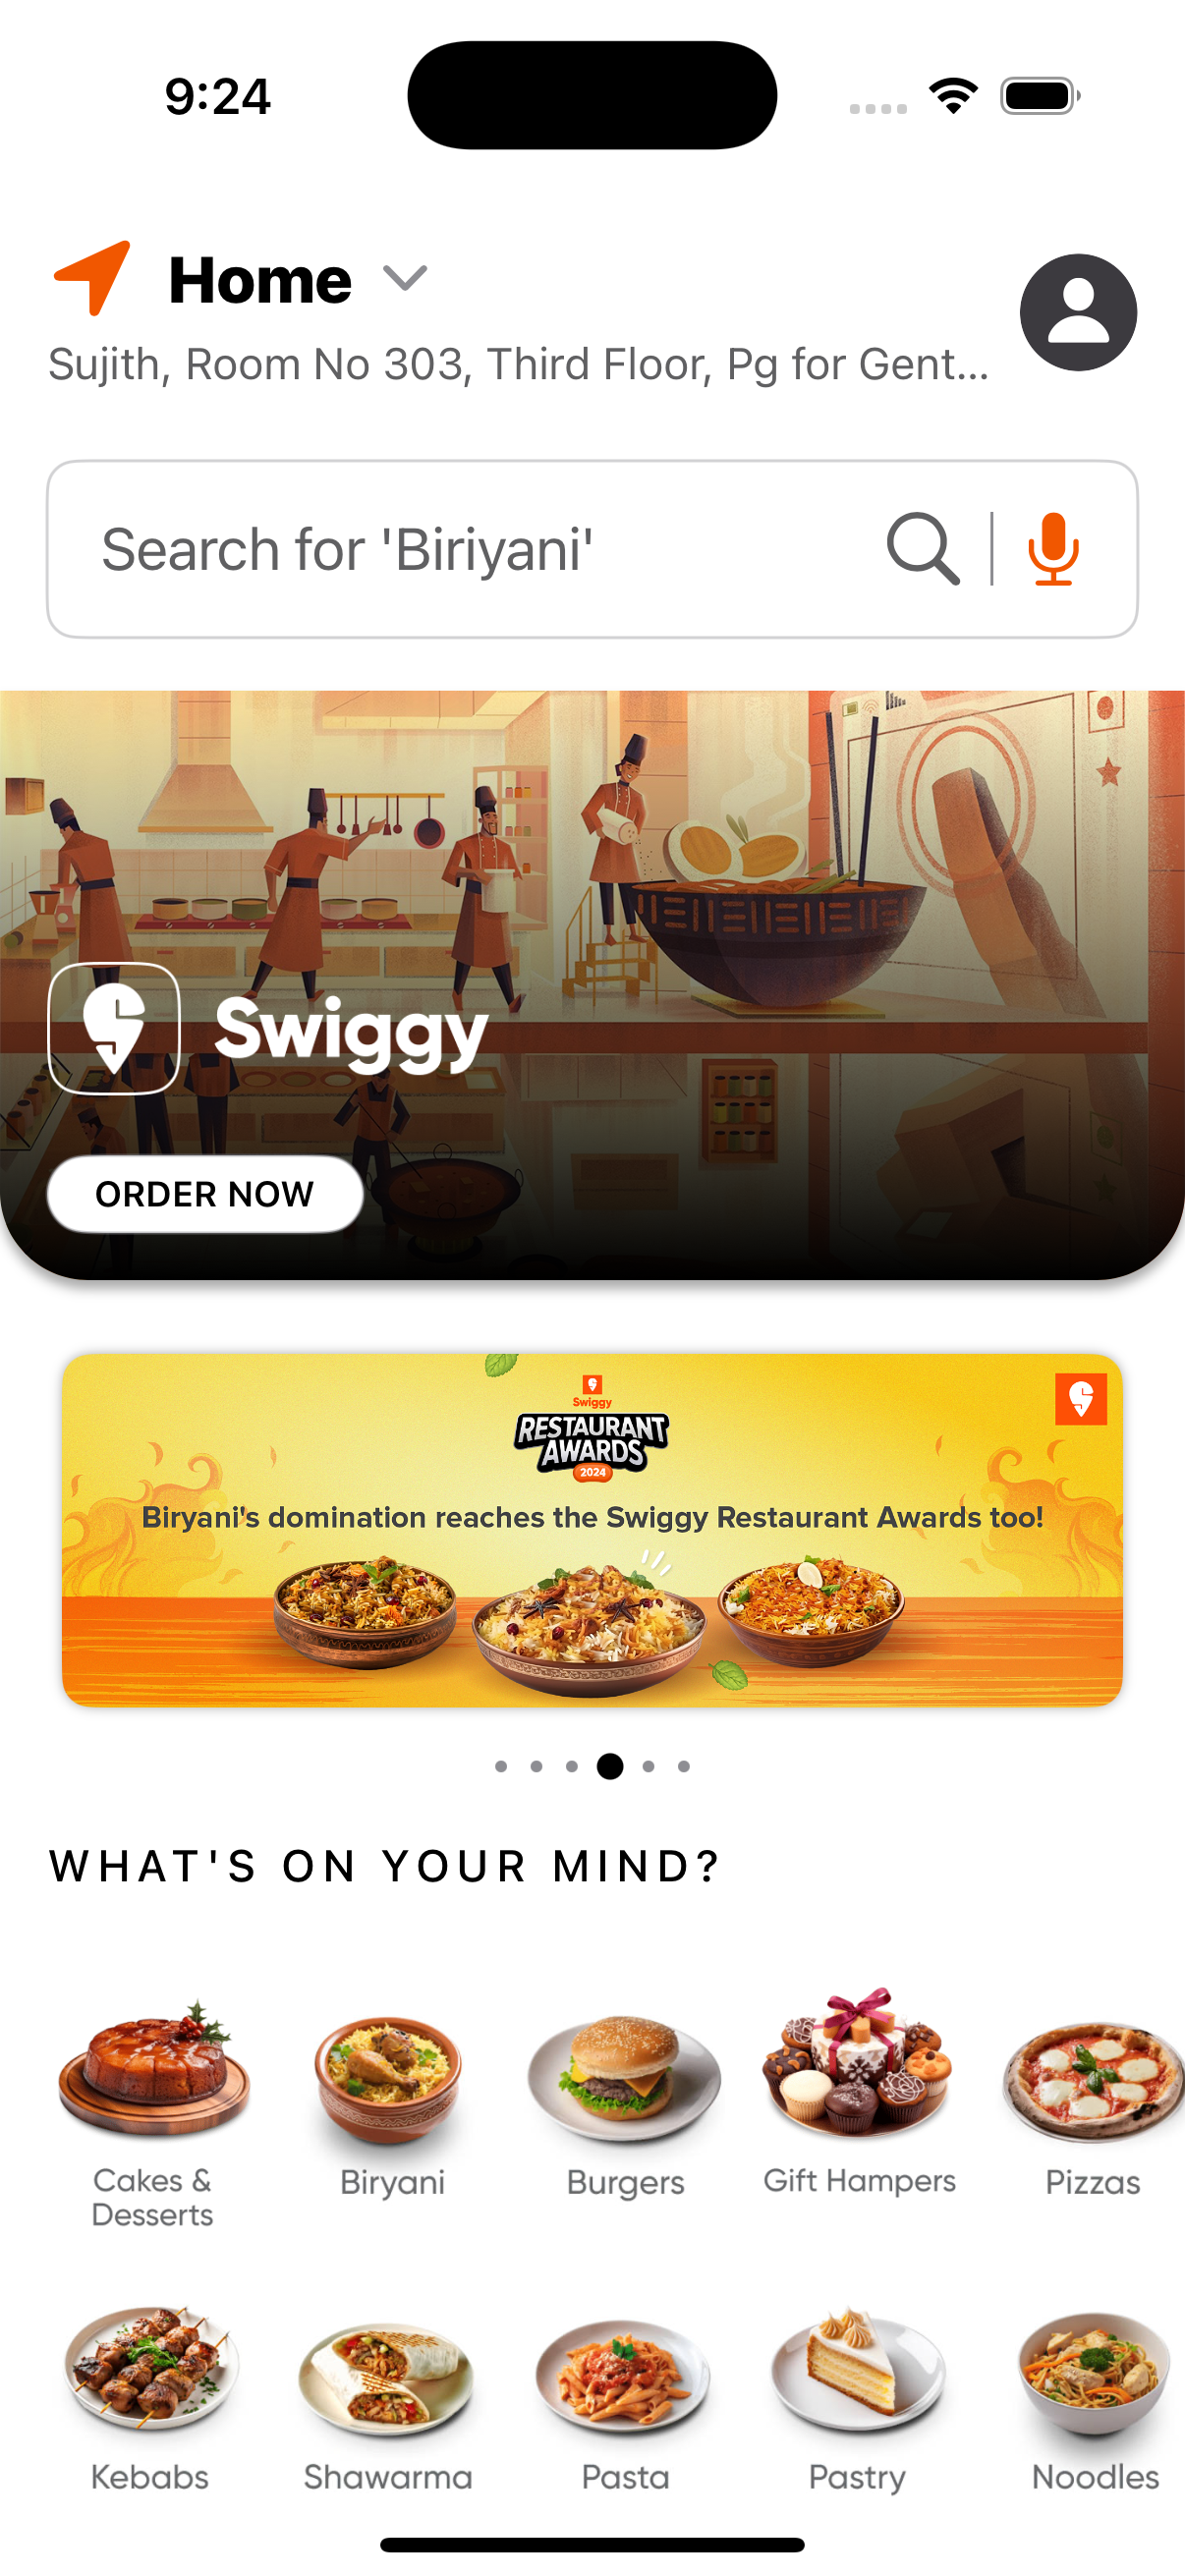 9:24
Home
Sujith, Room No 303, Third Floor, Pg for Gent...
Search for 'Biriyani'
Swiggy
ORDER NOW
Swiggy
RESTAURANT
AWARDS
2024
Biryani's domination reaches the Swiggy Restaurant Awards too!
WHAT'S ON YOUR MIND?
Cakes &
Desserts
Biryani
Burgers
Gift Hampers
Pizzas
Kebabs
Shawarma
Pasta
Pastry
Noodles